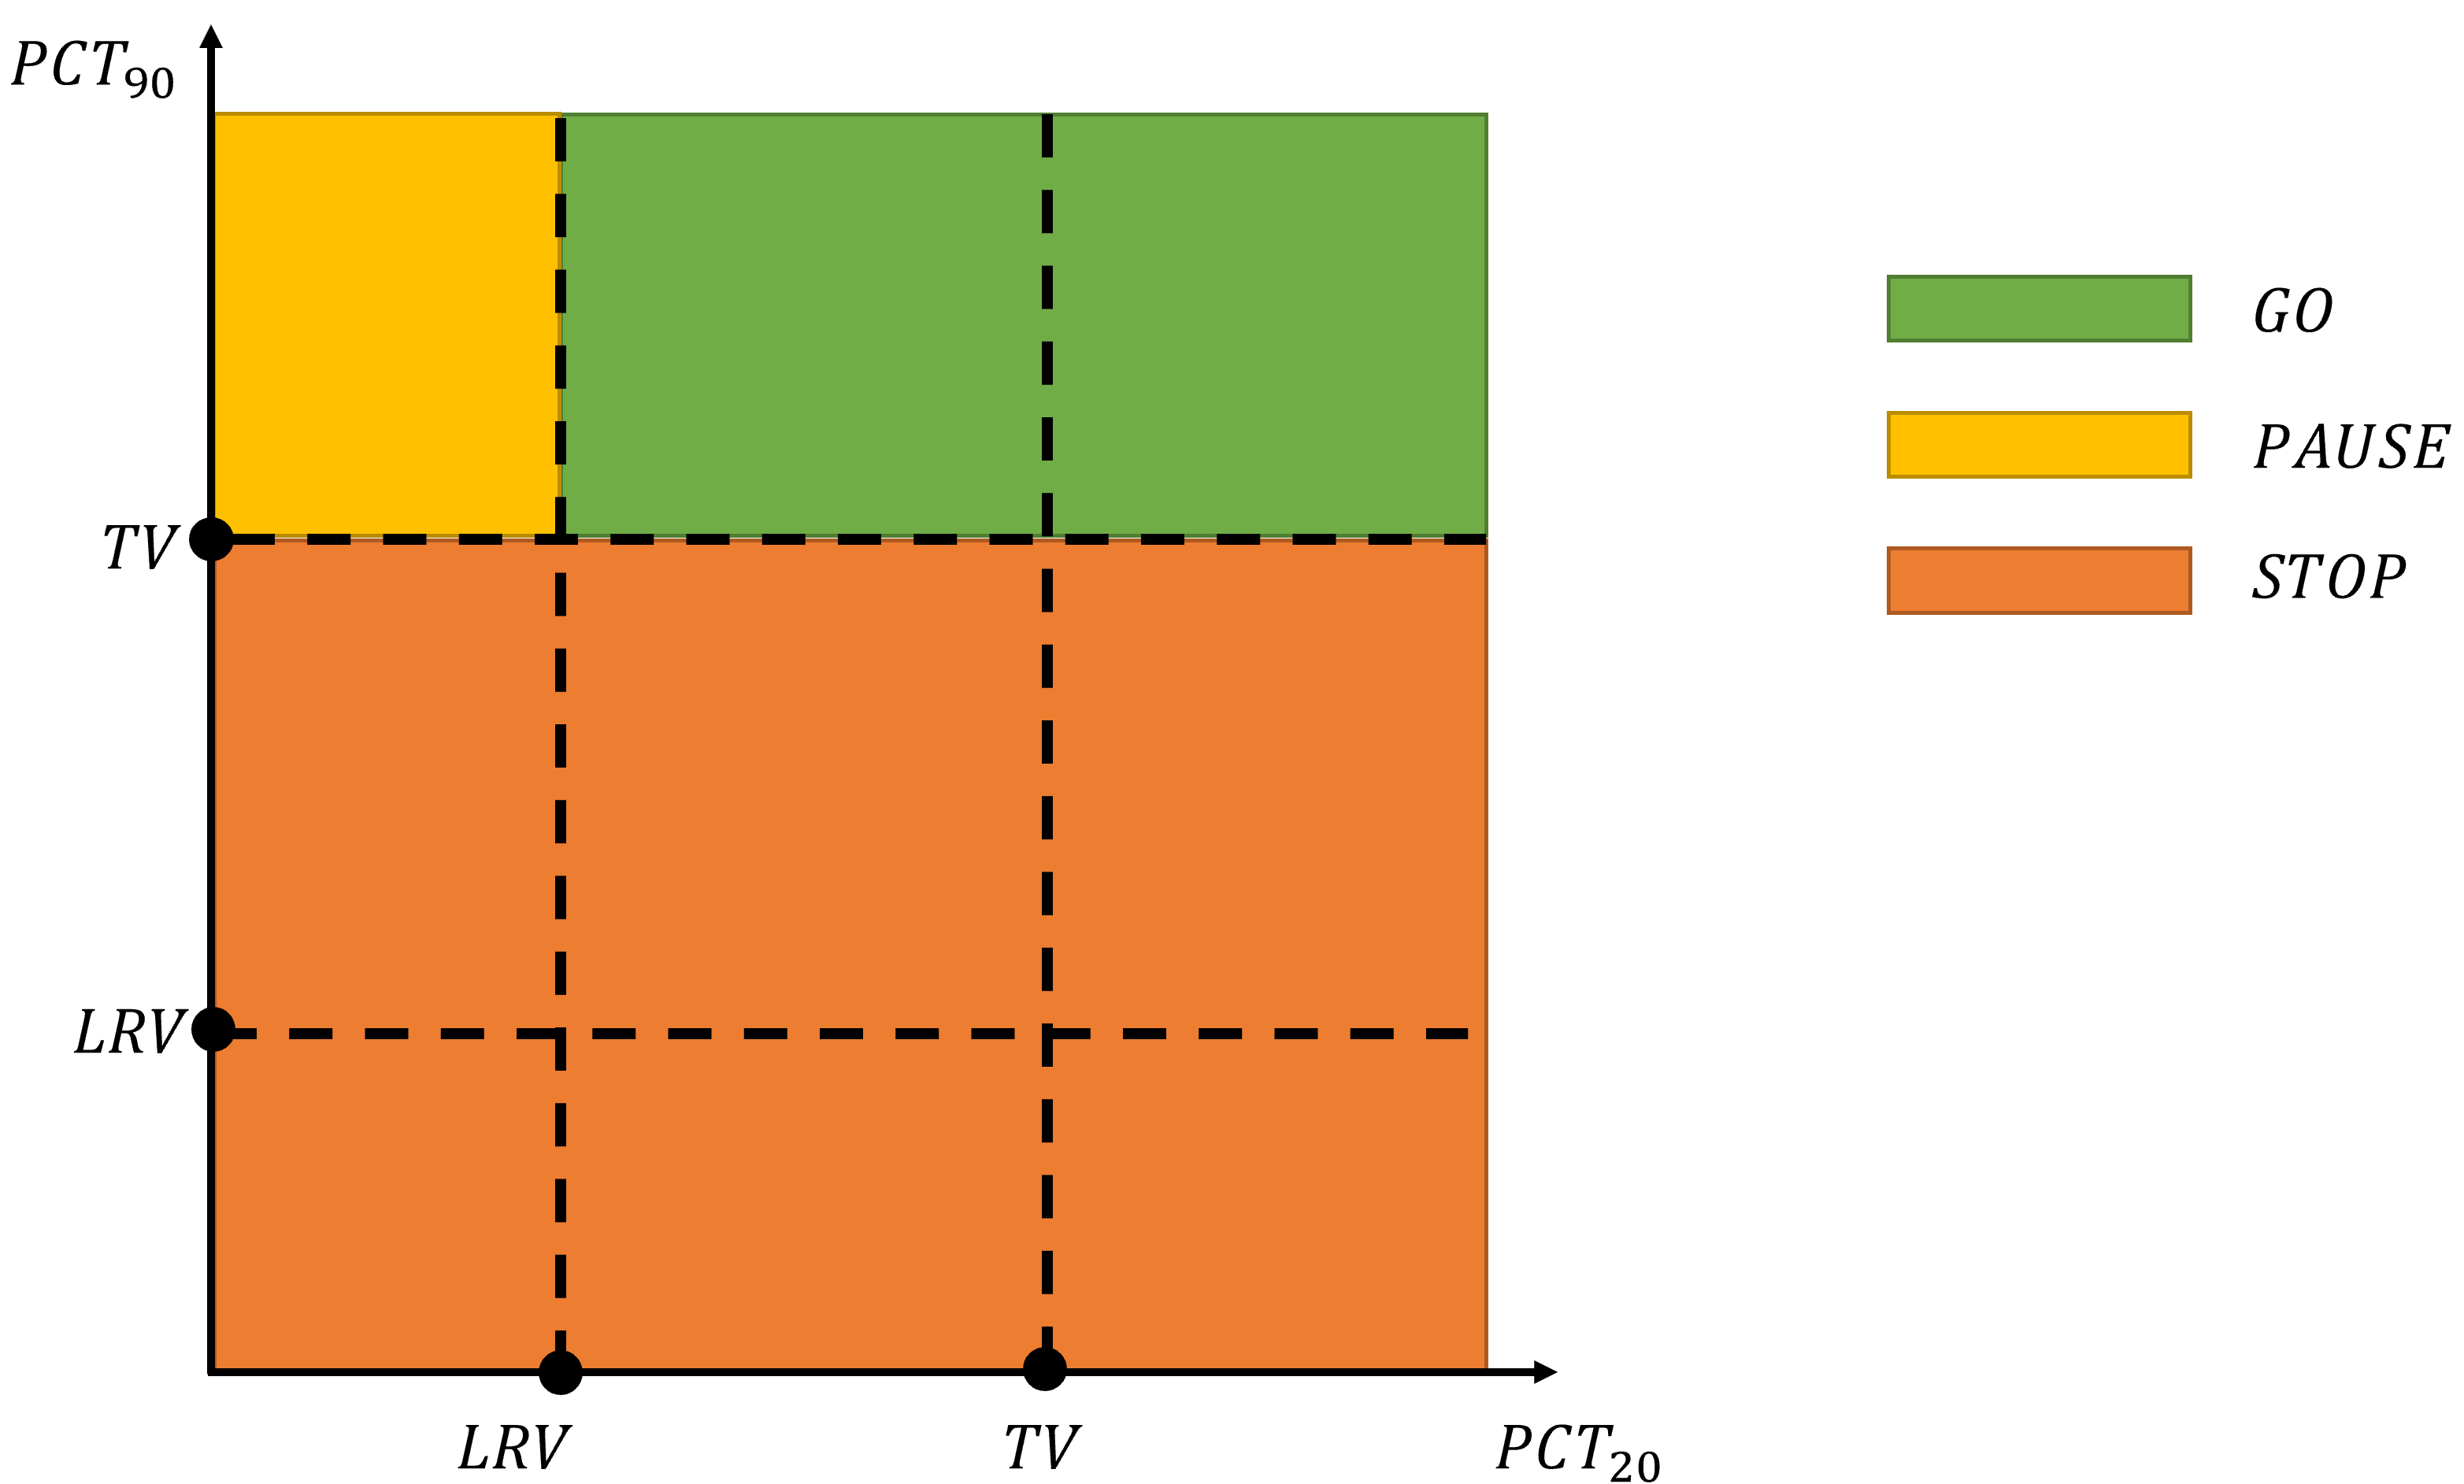 PCT₉₀
GO
PAUSE
TV
STOP
LRV
LRV
TV
PCT₂₀